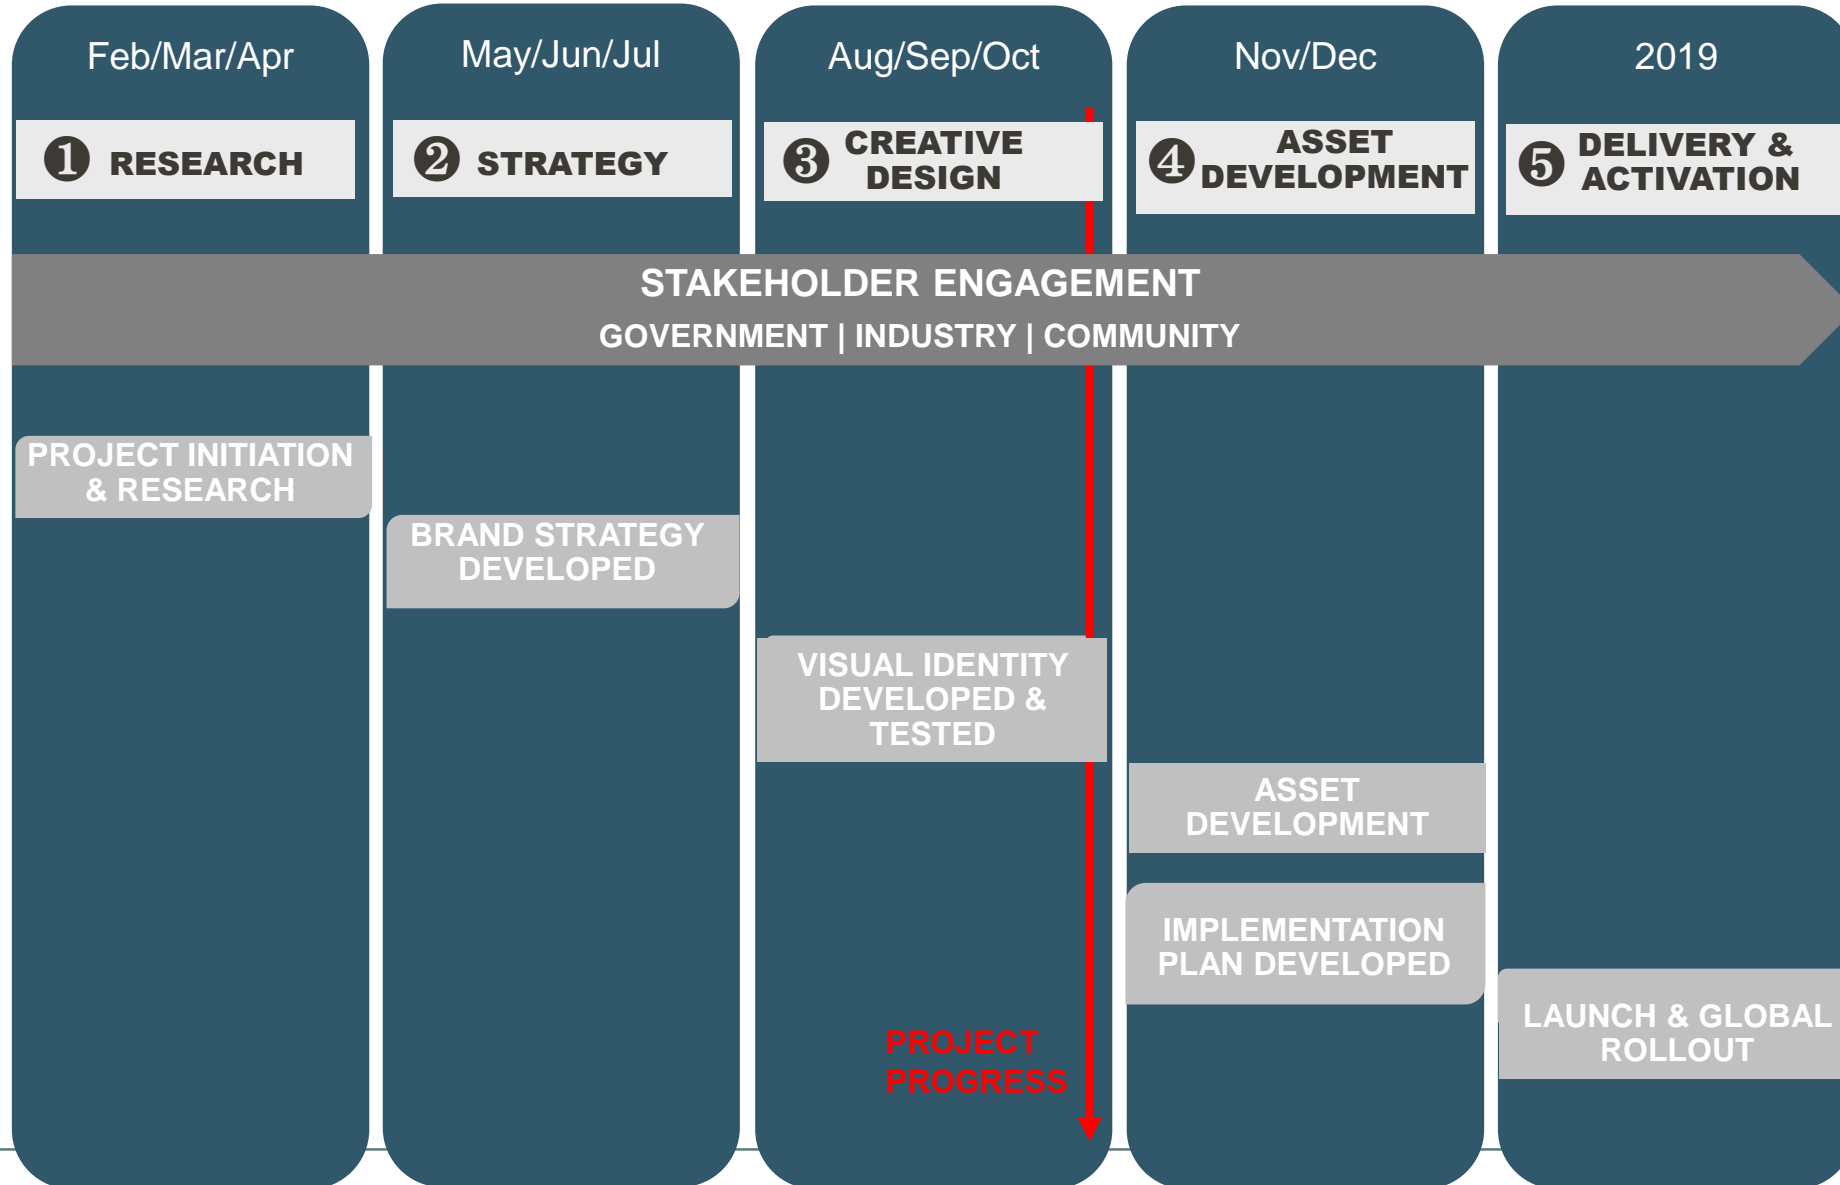 Feb/Mar/Apr
May/Jun/Jul
Aug/Sep/Oct
Nov/Dec
2019
❶ RESEARCH
❷ STRATEGY
❸ CREATIVE
DESIGN
❹ ASSET
DEVELOPMENT
❺ DELIVERY &
ACTIVATION
STAKEHOLDER ENGAGEMENT
GOVERNMENT | INDUSTRY | COMMUNITY
PROJECT INITIATION
& RESEARCH
BRAND STRATEGY
DEVELOPED
VISUAL IDENTITY
DEVELOPED &
TESTED
ASSET
DEVELOPMENT
IMPLEMENTATION
PLAN DEVELOPED
LAUNCH & GLOBAL
ROLLOUT
PROJECT
PROGRESS